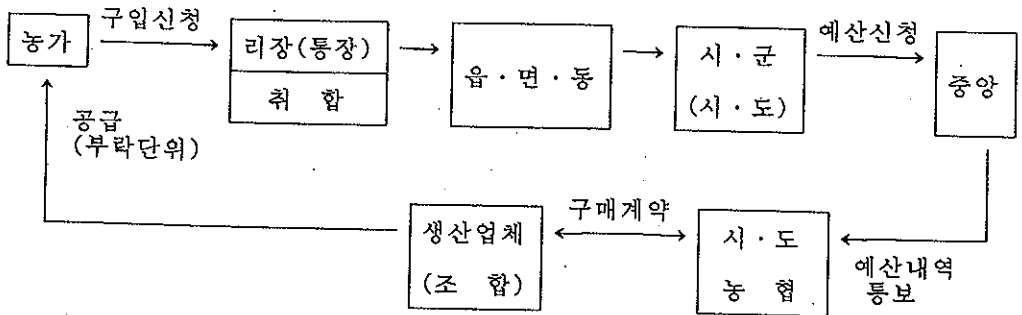 농가
구입신청
리장(통장)
취 합
읍·면·동
시·군
(시·도)
예산신청
중앙
공급
(부락단위)
생산업체
(조 합)
구매계약
시·도
농 협
예산내역
통보